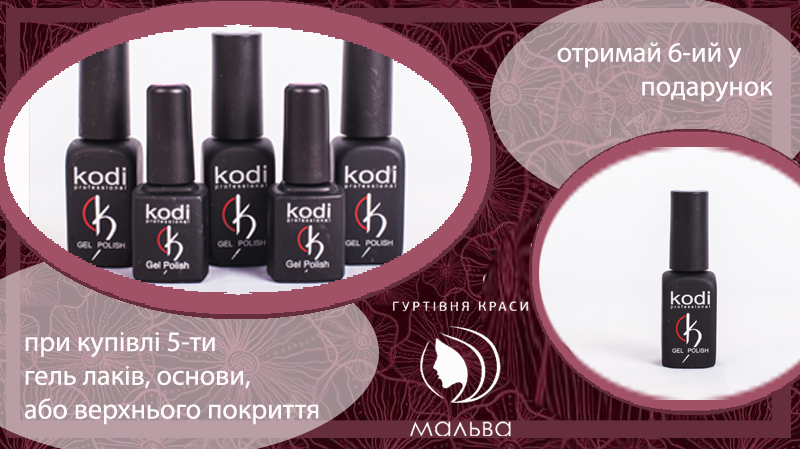 kodi
professional
GEL POLISH
kodi
professional
Gel Polish
kodi
professional
GEL POLISH
kodi
professional
Gel Polish
kodi
professional
GEL POLISH
отримай 6-ий у
подарунок
kodi
professional
GEL POLISH
при купівлі 5-ти
гель лаків, основи,
або верхнього покриття
ГУРТІВНЯ КРАСИ
мальва